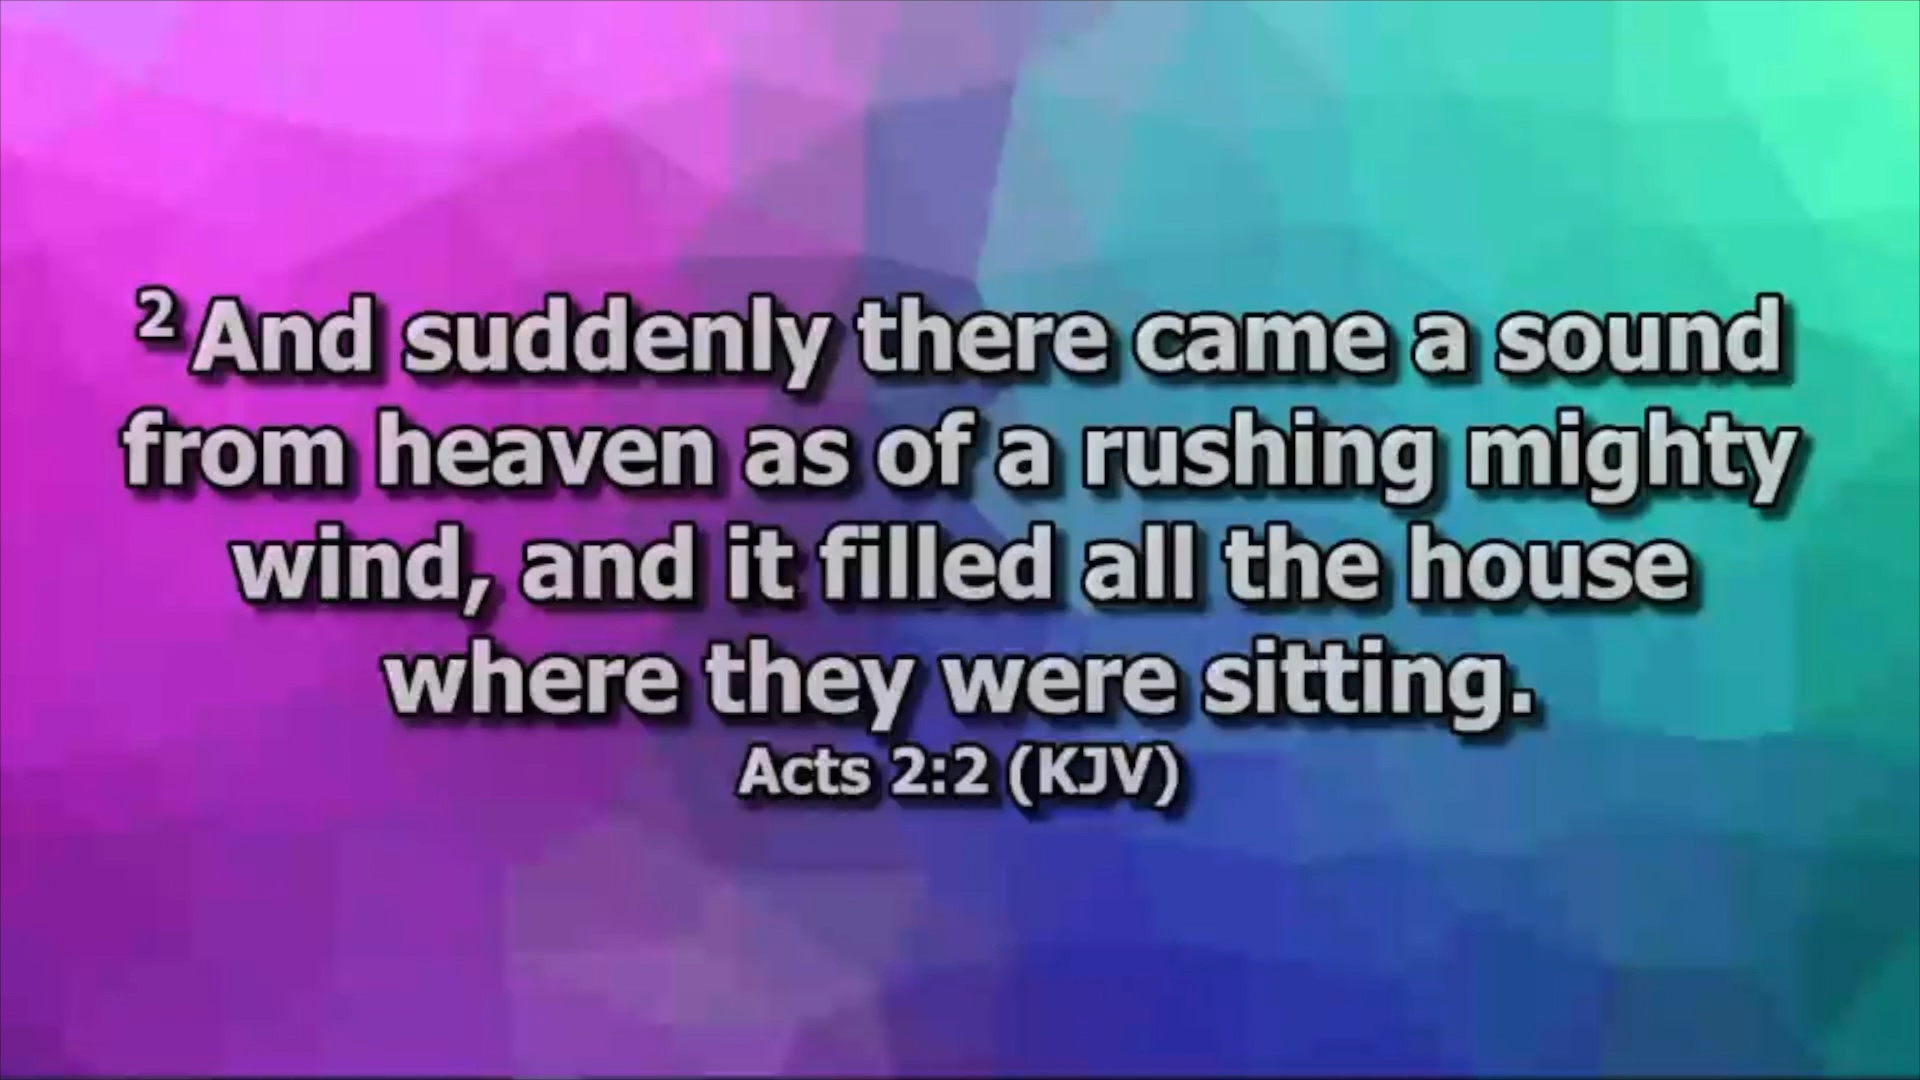 2 And suddenly there came a sound
from heaven as of a rushing mighty
wind, and it filled all the house
where they were sitting.
Acts 2:2 (KJV)